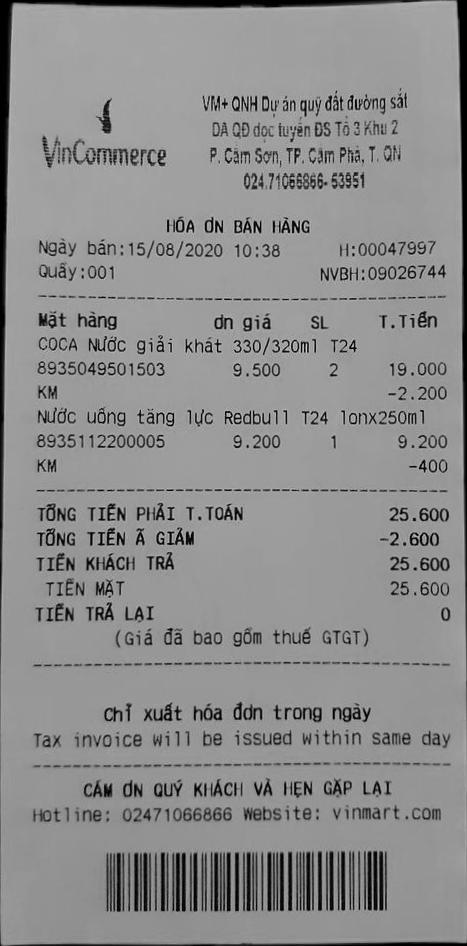 VinCommerce
VM+ QNH Dự án quỹ đất đường sắt
DA QĐ dọc tuyến ĐS Tổ 3 Khu 2
P. Cẩm Sơn, TP. Cẩm Phả, T. QN
024.71066866-53951
HÓA ƠN BÁN HÀNG
Ngày bán:15/08/2020 10:38 H:00047997
Quầy:001 NVBH:09026744
Mặt hàng ơn giá SL T.Tiền
COCA Nước giải khát 330/320ml T24
8935049501503 9.500 2 19.000
KM -2.200
Nước uống tăng lực Redbull T24 lonx250ml
8935112200005 9.200 1 9.200
KM -400
TỔNG TIỀN PHẢI T.TOÁN 25.600
TỔNG TIỀN Ã GIẢM -2.600
TIỀN KHÁCH TRẢ 25.600
TIỀN MẶT 25.600
TIỀN TRẢ LẠI 0
(Giá đã bao gồm thuế GTGT)
Chỉ xuất hóa đơn trong ngày
Tax invoice will be issued within same day
CẢM ƠN QUÝ KHÁCH VÀ HẸN GẶP LẠI
Hotline: 02471066866 Website: vinmart.com